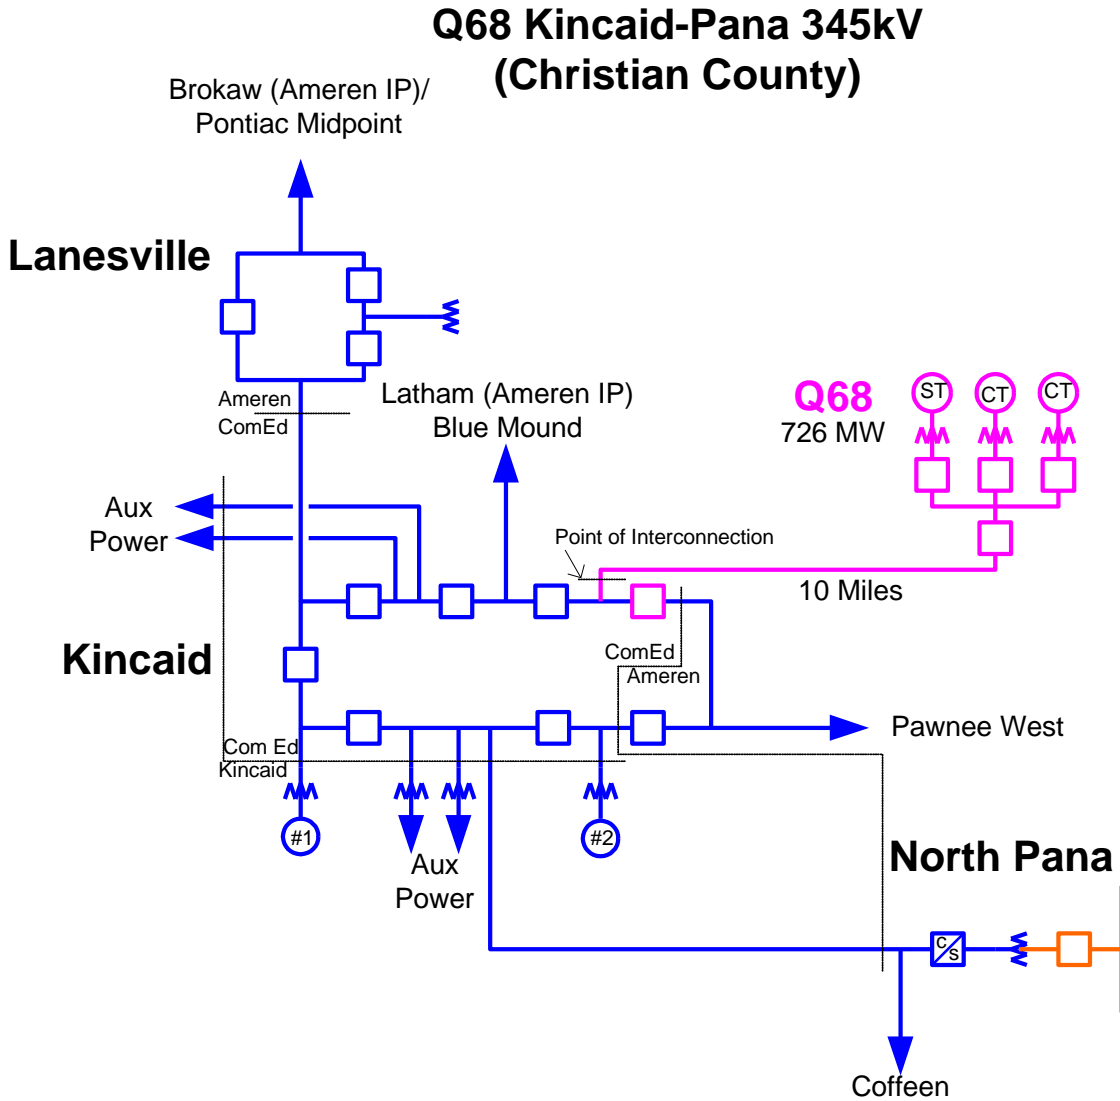 Q68 Kincaid-Pana 345kV
(Christian County)
Brokaw (Ameren IP)/
Pontiac Midpoint
Lanesville
Ameren
ComEd
Latham (Ameren IP)
Blue Mound
Q68
726 MW
ST
CT
CT
Aux
Power
Point of Interconnection
10 Miles
Kincaid
ComEd
Ameren
Pawnee West
Com Ed
Kincaid
#1
#2
Aux
Power
North Pana
c/s
Coffeen